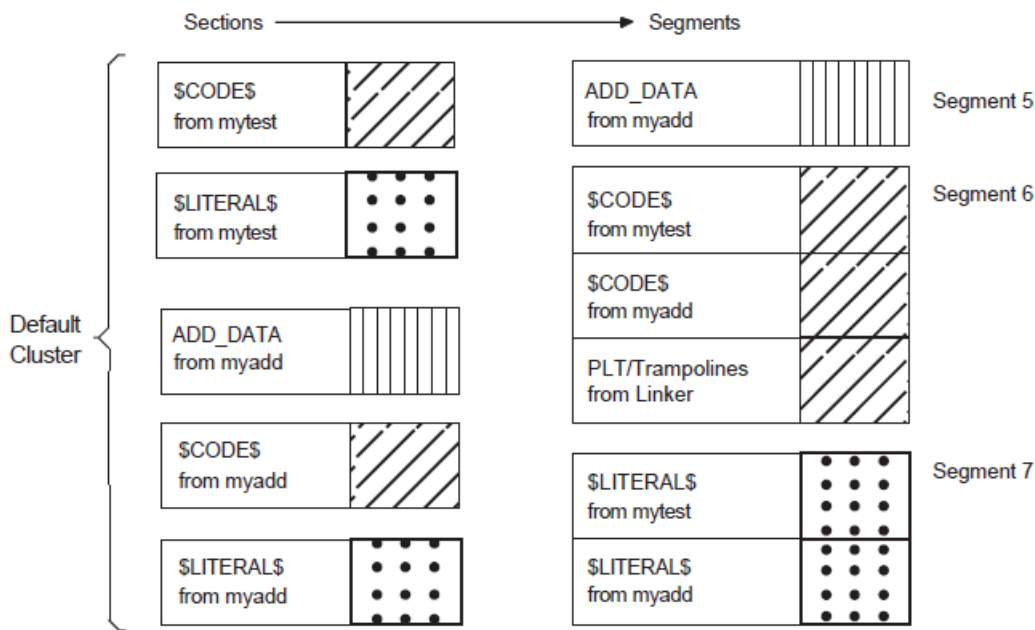 Sections
Segments
Default
Cluster
$CODE$
from mytest
$LITERAL$
from mytest
ADD_DATA
from myadd
$CODE$
from myadd
$LITERAL$
from myadd
ADD_DATA
from myadd
Segment 5
$CODE$
from mytest
Segment 6
$CODE$
from myadd
PLT/Trampolines
from Linker
$LITERAL$
from mytest
Segment 7
$LITERAL$
from myadd